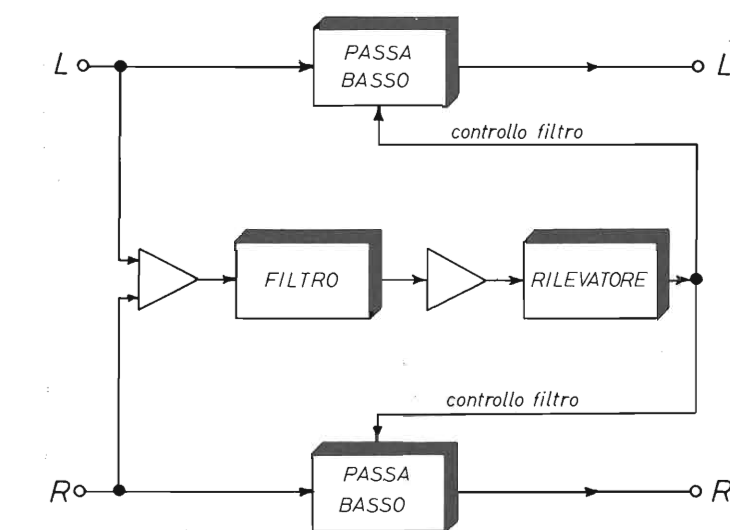 L
PASSA
BASSO
L
controllo filtro
FILTRO
RILEVATORE
controllo filtro
R
PASSA
BASSO
R